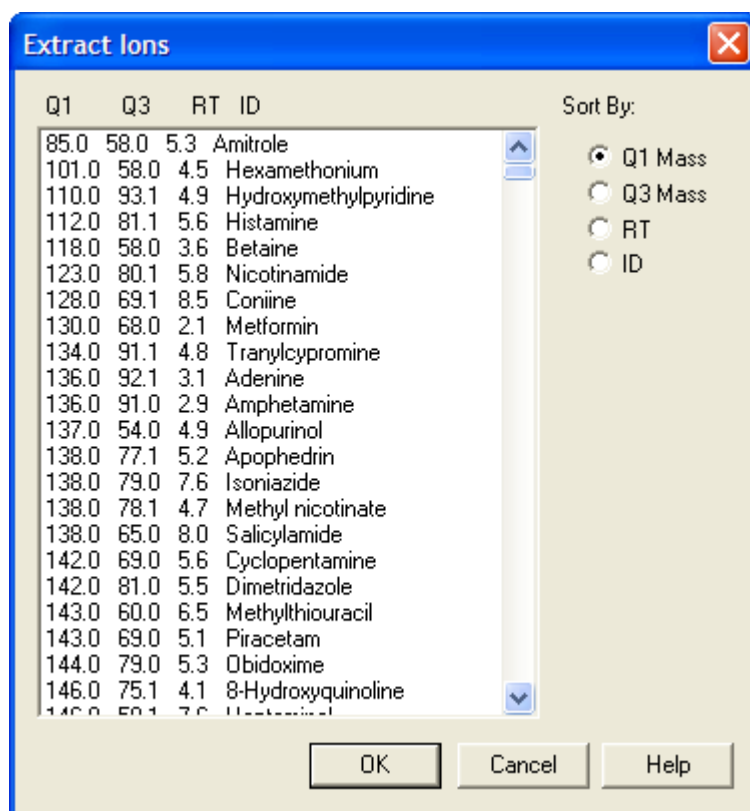 Extract Ions
Q1 Q3 RT ID
Sort By:
85.0 58.0 5.3 Amitrole
101.0 58.0 4.5 Hexamethonium
110.0 93.1 4.9 Hydroxymethylpyridine
112.0 81.1 5.6 Histamine
118.0 58.0 3.6 Betaine
123.0 80.1 5.8 Nicotinamide
128.0 69.1 8.5 Coniine
130.0 68.0 2.1 Metformin
134.0 91.1 4.8 Tranylcypromine
136.0 92.1 3.1 Adenine
136.0 91.0 2.9 Amphetamine
137.0 54.0 4.9 Allopurinol
138.0 77.1 5.2 Apophedrin
138.0 79.0 7.6 Isoniazide
138.0 78.1 4.7 Methyl nicotinate
138.0 65.0 8.0 Salicylamide
142.0 69.0 5.6 Cyclopentamine
142.0 81.0 5.5 Dimetridazole
143.0 60.0 6.5 Methylthiouracil
143.0 69.0 5.1 Piracetam
144.0 79.0 5.3 Obidoxime
146.0 75.1 4.1 8-Hydroxyquinoline
Q1 Mass
Q3 Mass
RT
ID
OK
Cancel
Help